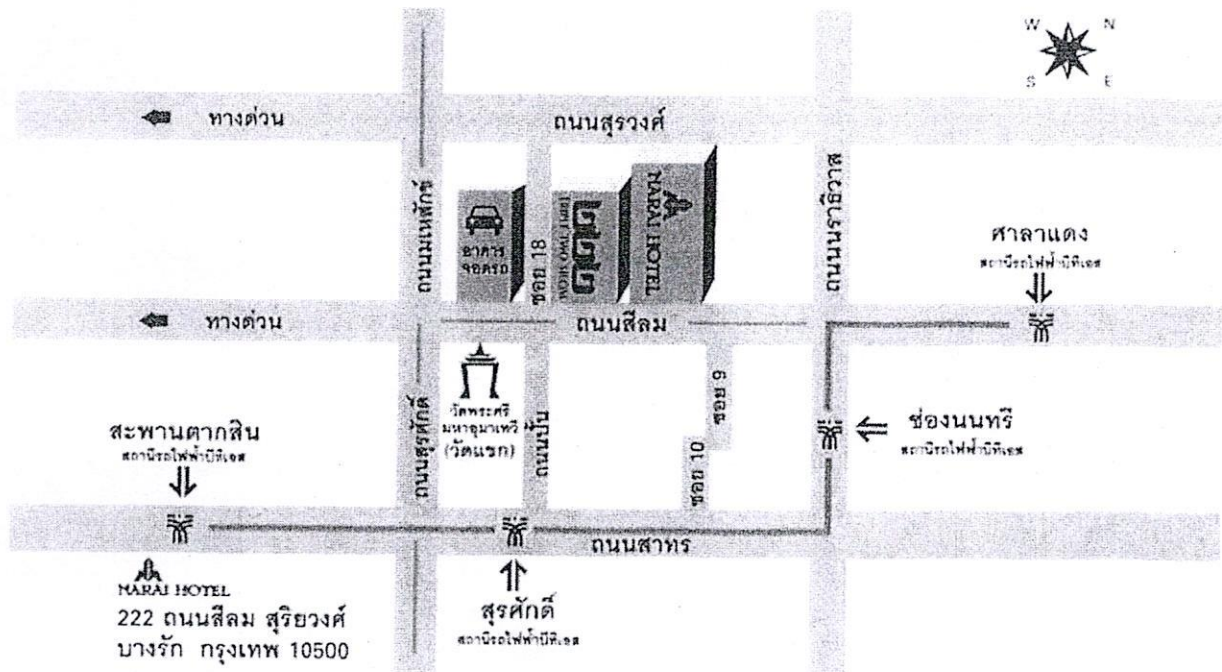 W N
S E
ทางด่วน
ถนนสุรวงศ์
ถนนมเหสักข์
อาคาร
จอดรถ
ซอย 18
๒๒๒
TRIPLE TWO SILOM
NARAI HOTEL
ถนนนราธิวาส
ศาลาแดง
สถานีรถไฟฟ้าบีทีเอส
ทางด่วน
ถนนสีลม
วัดพระศรี
มหาอุมาเทวี
(วัดแขก)
ถนนสุรศักดิ์
ถนนปั้น
ซอย 9
ซอย 10
ช่องนนทรี
สถานีรถไฟฟ้าบีทีเอส
สะพานตากสิน
สถานีรถไฟฟ้าบีทีเอส
ถนนสาทร
NARAI HOTEL
222 ถนนสีลม สุริยวงศ์
บางรัก กรุงเทพ 10500
สุรศักดิ์
สถานีรถไฟฟ้าบีทีเอส